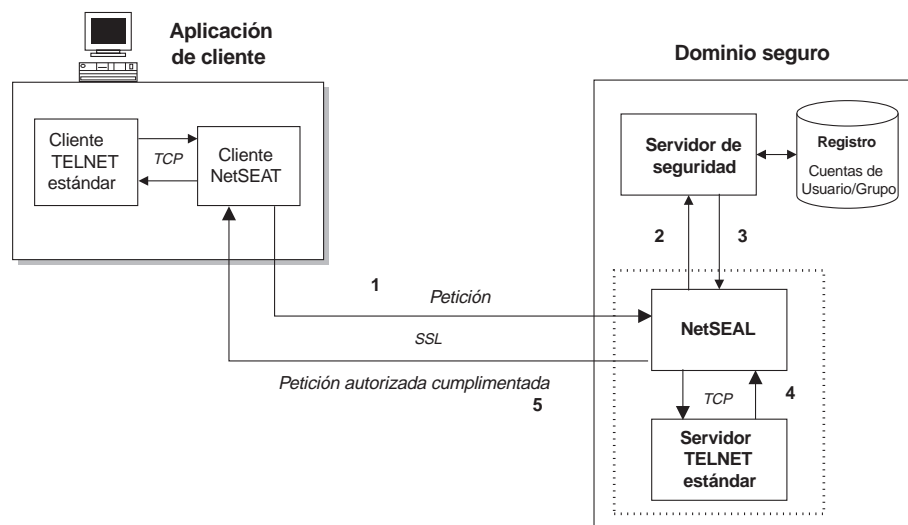 Aplicación
de cliente
Dominio seguro
Cliente
TELNET
estándar
TCP
Cliente
NetSEAT
Servidor de
seguridad
Registro
Cuentas de
Usuario/Grupo
2
3
1
Petición
NetSEAL
SSL
Petición autorizada cumplimentada
5
TCP
4
Servidor
TELNET
estándar